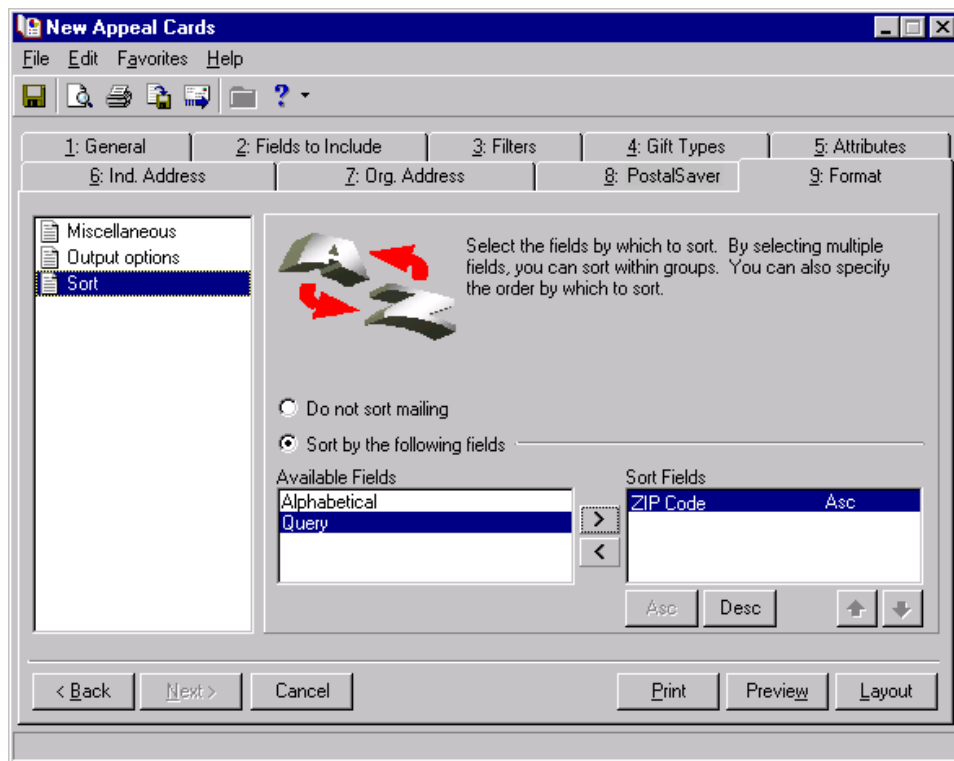 New Appeal Cards
File Edit Favorites Help
?
1: General 2: Fields to Include 3: Filters 4: Gift Types 5: Attributes
6: Ind. Address 7: Org. Address 8: PostalSaver 9: Format
Miscellaneous
Output options
Sort
A
Z
Select the fields by which to sort. By selecting multiple
fields, you can sort within groups. You can also specify
the order by which to sort.
Do not sort mailing
Sort by the following fields
Available Fields
Alphabetical
Query
>
<
Sort Fields
ZIP Code Asc
Asc Desc
< Back Next > Cancel Print Preview Layout